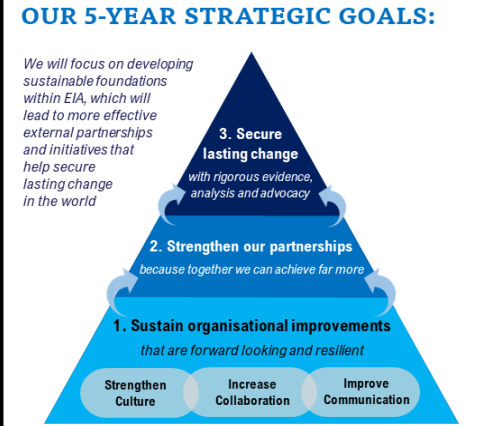 OUR 5-YEAR STRATEGIC GOALS:
We will focus on developing
sustainable foundations
within EIA, which will
lead to more effective
external partnerships
and initiatives that
help secure
lasting change
in the world
3. Secure
lasting change
with rigorous evidence,
analysis and advocacy
2. Strengthen our partnerships
because together we can achieve far more
1. Sustain organisational improvements
that are forward looking and resilient
Strengthen
Culture
Increase
Collaboration
Improve
Communication